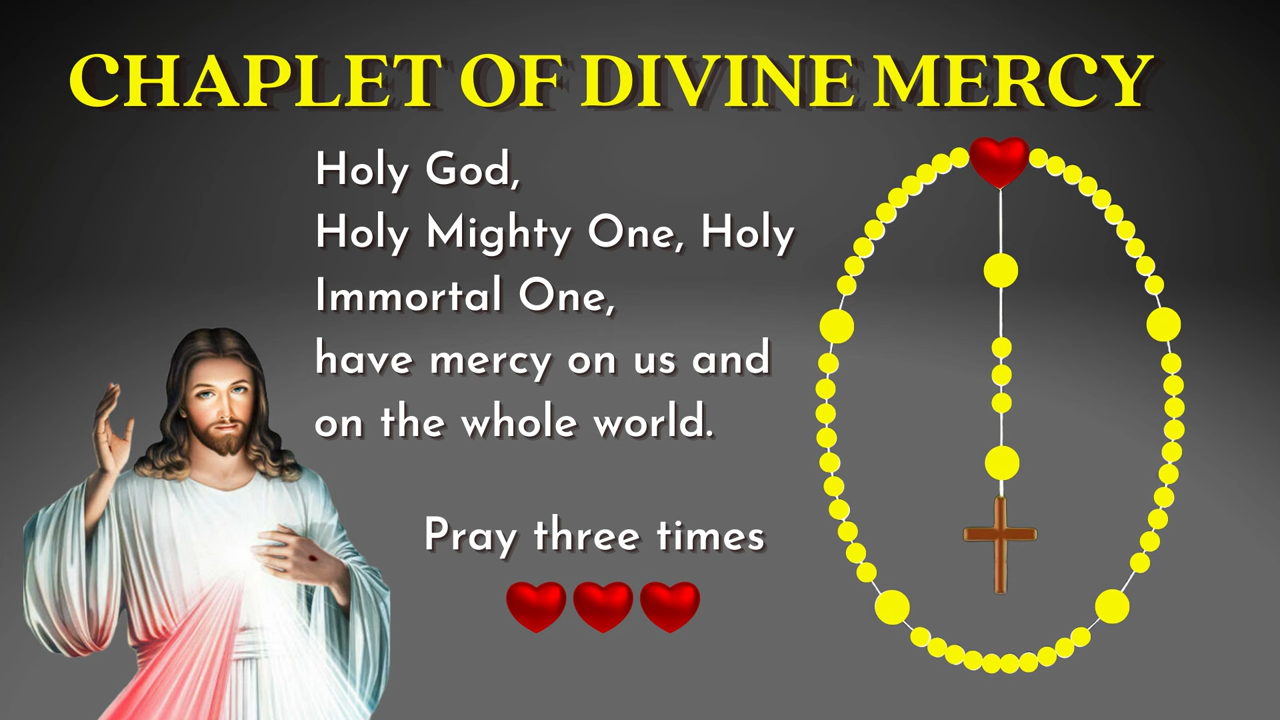 CHAPLET OF DIVINE MERCY
Holy God,
Holy Mighty One, Holy
Immortal One,
have mercy on us and
on the whole world.
Pray three times